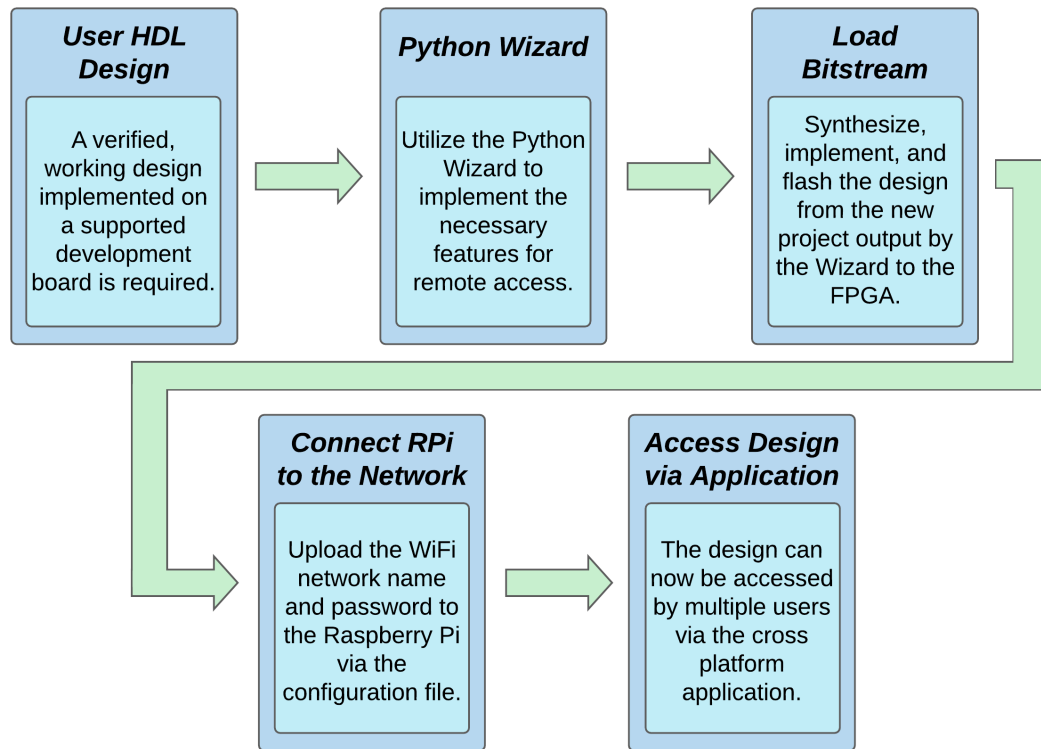 User HDL
Design
A verified,
working design
implemented on
a supported
development
board is required.
Python Wizard
Utilize the Python
Wizard to
implement the
necessary
features for
remote access.
Load
Bitstream
Synthesize,
implement, and
flash the design
from the new
project output by
the Wizard to the
FPGA.
Connect RPi
to the Network
Upload the WiFi
network name
and password to
the Raspberry Pi
via the
configuration file.
Access Design
via Application
The design can
now be accessed
by multiple users
via the cross
platform
application.